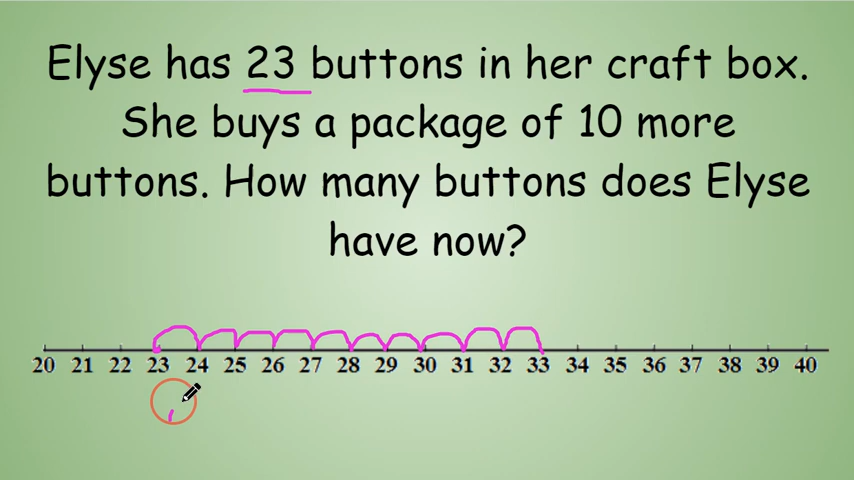 Elyse has 23 buttons in her craft box.
She buys a package of 10 more
buttons. How many buttons does Elyse
have now?
20 21 22 23 24 25 26 27 28 29 30 31 32 33 34 35 36 37 38 39 40